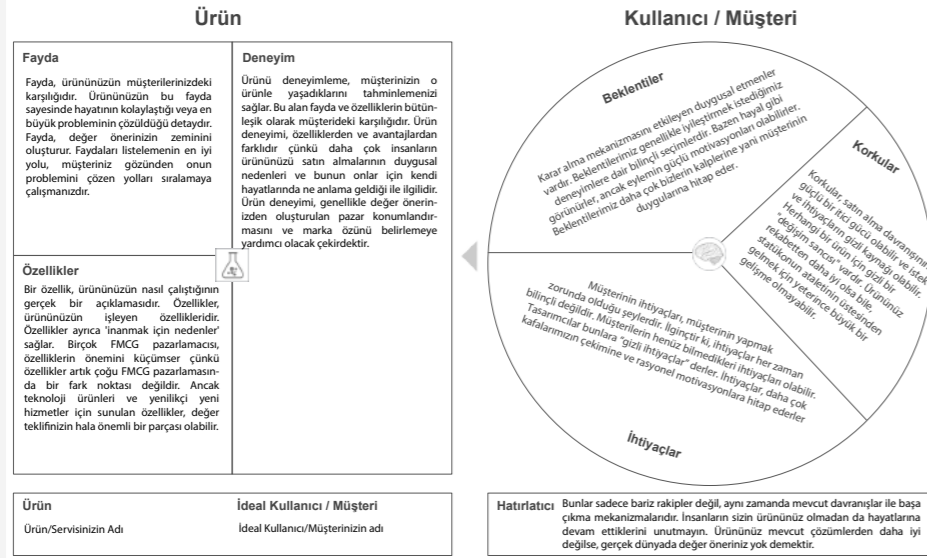 Ürün
Fayda
Fayda, ürününüzün müşterilerinizdeki
karşılığıdır. Ürününüzün bu fayda
sayesinde hayatının kolaylaştığı veya en
büyük probleminin çözüldüğü detaydır.
Fayda, değer önerinizin zeminini
oluşturur. Faydaları listelemenin en iyi
yolu, müşteriniz gözünden onun
problemini çözen yolları sıralamaya
çalışmanızdır.
Deneyim
Ürünü deneyimleme, müşterinizin o
ürünle yaşadıklarını tahminlemenizi
sağlar. Bu alan fayda ve özelliklerin bütün-
leşik olarak müşterideki karşılığıdır. Ürün
deneyimi, özelliklerden ve avantajlardan
farklıdır çünkü daha çok insanların
ürününüzü satın almalarının duygusal
nedenleri ve bunun onlar için kendi
hayatlarında ne anlama geldiği ile ilgilidir.
Ürün deneyimi, genellikle değer önerin-
izden oluşturulan pazar konumlandır-
masını ve marka özünü belirlemeye
yardımcı olacak çekirdektir.
Özellikler
Bir özellik, ürününüzün nasıl çalıştığının
gerçek bir açıklamasıdır. Özellikler,
ürününüzün işleyen özellikleridir.
Özellikler ayrıca 'inanmak için nedenler'
sağlar. Birçok FMCG pazarlamacısı,
özelliklerin önemini küçümser çünkü
özellikler artık çoğu FMCG pazarlamasın-
da bir fark noktası değildir. Ancak
teknoloji ürünleri ve yenilikçi yeni
hizmetler için sunulan özellikler, değer
teklifinizin hala önemli bir parçası olabilir.
Ürün
Ürün/Servisinizin Adı
İdeal Kullanıcı / Müşteri
İdeal Kullanıcı/Müşterinizin adı
Kullanıcı / Müşteri
Beklentiler
Karar alma mekanizmasını etkileyen duygusal etmenler
vardır. Beklentilerimiz genellikle iyileştirmek istediğimiz
deneyimlere dair bilinçli seçimlerdir. Bazen hayal gibi
görünürler, ancak eylemin güçlü motivasyonları olabilirler.
Beklentilerimiz daha çok bizlerin kalplerine yani müşterinin
duygularına hitap eder.
Korkular
Korkular, satın alma davranışının
güçlü bir itici gücü olabilir ve istek
ve ihtiyaçların gizli kaynağı olabilir.
Herhangi bir ürün için gizli bir
"değişim sancısı" vardır. Ürününüz
rekabetten daha iyi olsa bile,
statükonun ataletinin üstesinden
gelmek için yeterince büyük bir
gelişme olmayabilir.
Müşterinin ihtiyaçları, müşterinin yapmak
zorunda olduğu şeylerdir. İlginçtir ki, ihtiyaçlar her zaman
bilinçli değildir. Müşterilerin henüz bilmedikleri ihtiyaçları olabilir.
Tasarımcılar bunlara "gizli ihtiyaçlar" derler. İhtiyaçlar, daha çok
kafalarımızın çekimine ve rasyonel motivasyonlara hitap ederler
İhtiyaçlar
Hatırlatıcı
Bunlar sadece bariz rakipler değil, aynı zamanda mevcut davranışlar ile başa
çıkma mekanizmalarıdır. İnsanların sizin ürününüz olmadan da hayatlarına
devam ettiklerini unutmayın. Ürününüz mevcut çözümlerden daha iyi
değilse, gerçek dünyada değer öneriniz yok demektir.